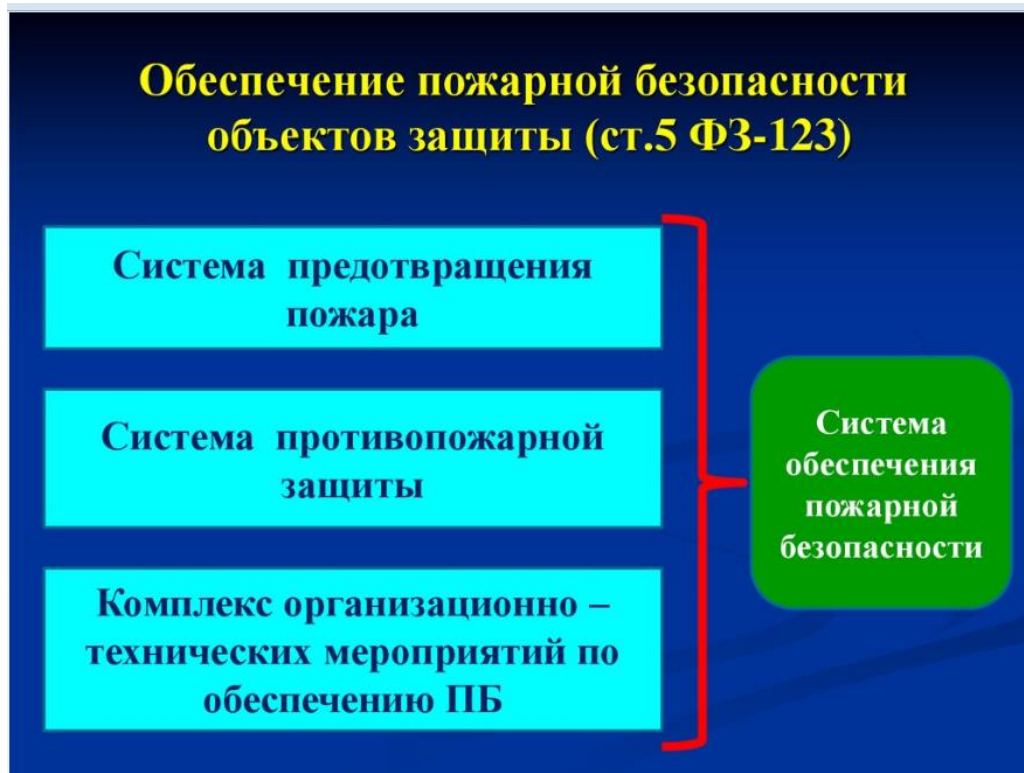 Обеспечение пожарной безопасности
объектов защиты (ст.5 ФЗ-123)
Система предотвращения
пожара
Система противопожарной
защиты
Комплекс организационно –
технических мероприятий по
обеспечению ПБ
Система
обеспечения
пожарной
безопасности